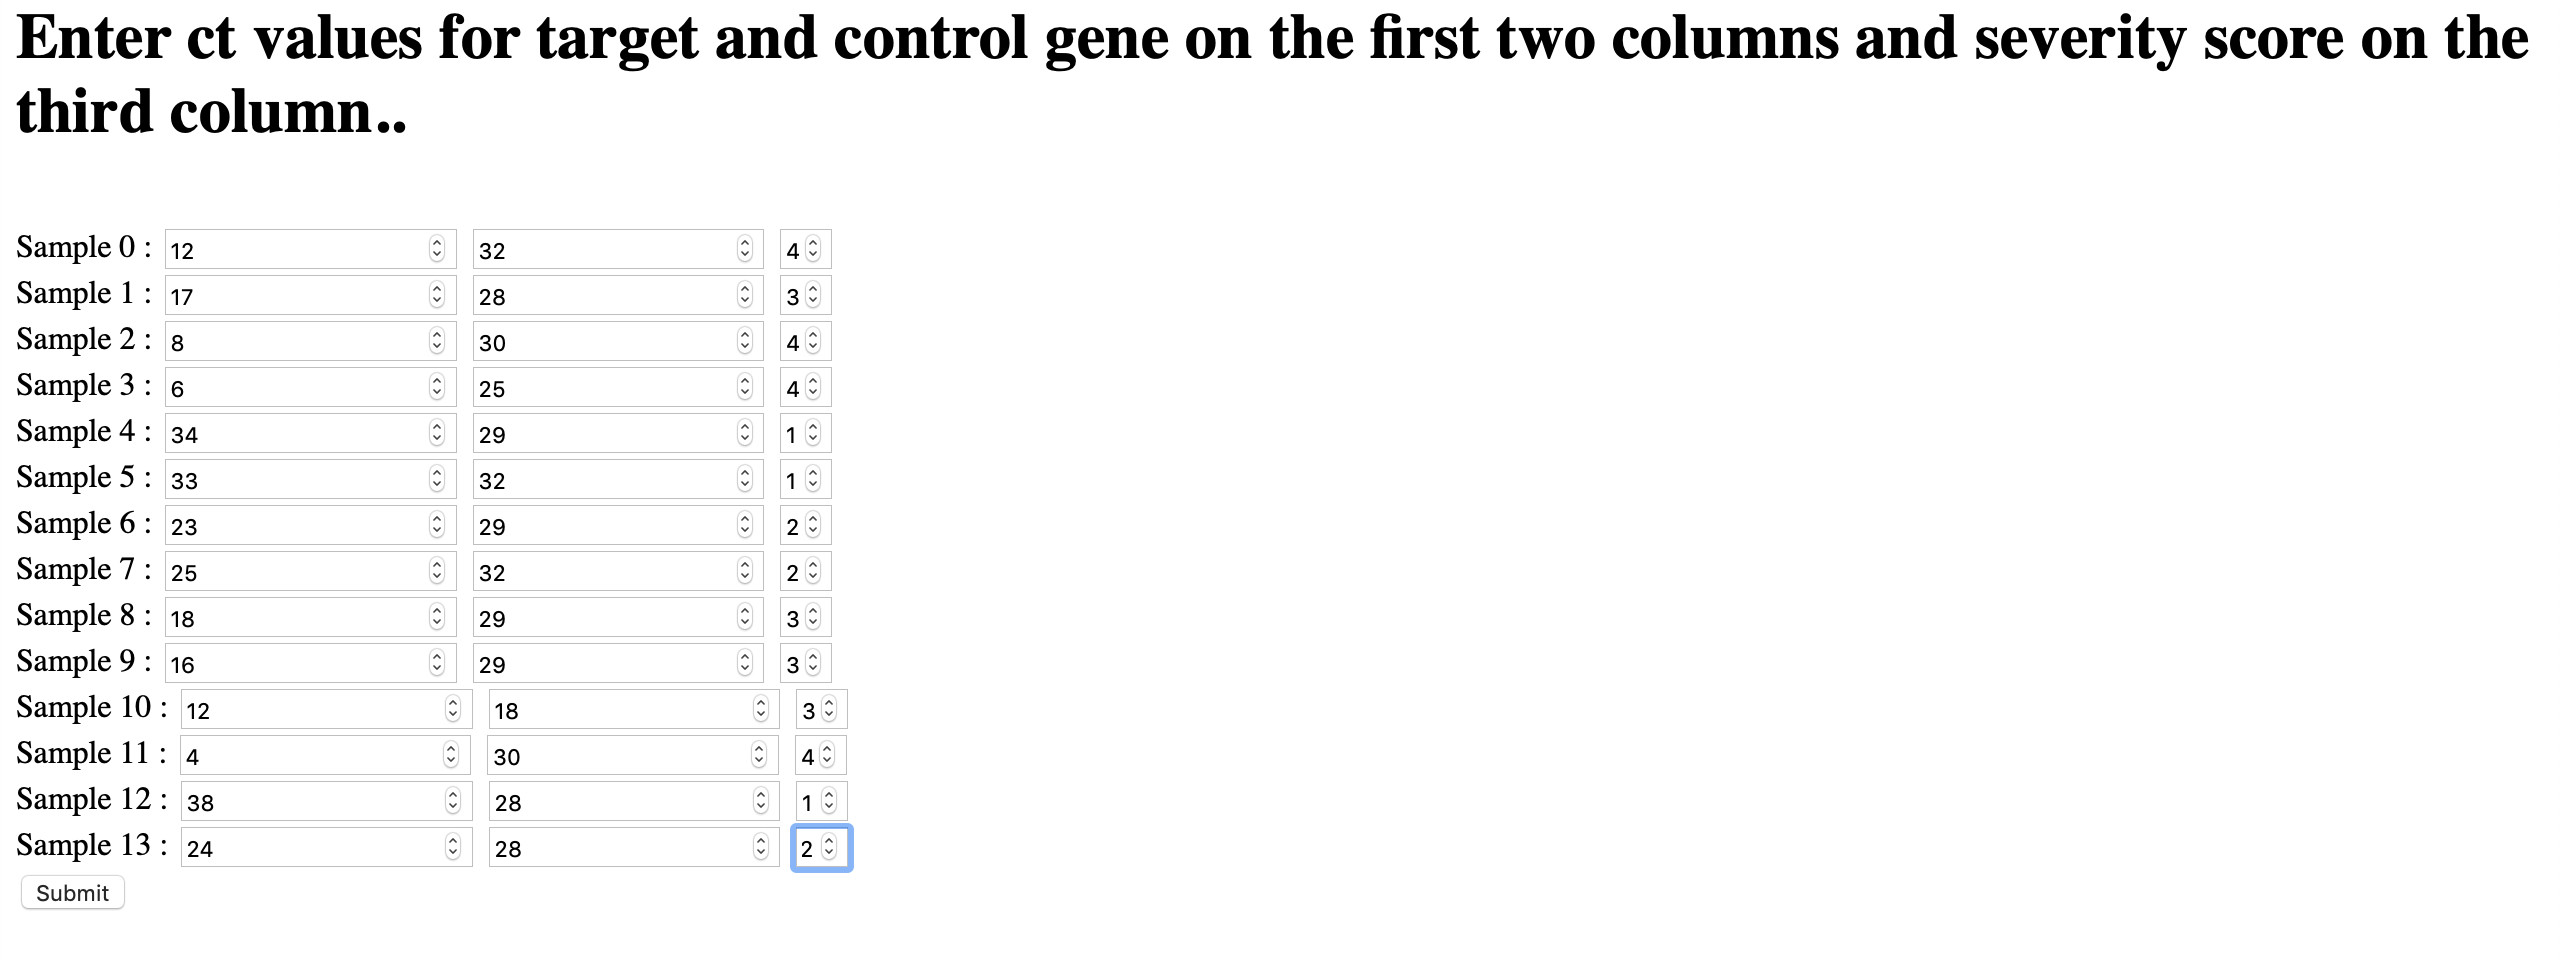 Enter ct values for target and control gene on the first two columns and severity score on the
third column..
Sample 0 : 12 32 4
Sample 1 : 17 28 3
Sample 2 : 8 30 4
Sample 3 : 6 25 4
Sample 4 : 34 29 1
Sample 5 : 33 32 1
Sample 6 : 23 29 2
Sample 7 : 25 32 2
Sample 8 : 18 29 3
Sample 9 : 16 29 3
Sample 10 : 12 18 3
Sample 11 : 4 30 4
Sample 12 : 38 28 1
Sample 13 : 24 28 2
Submit